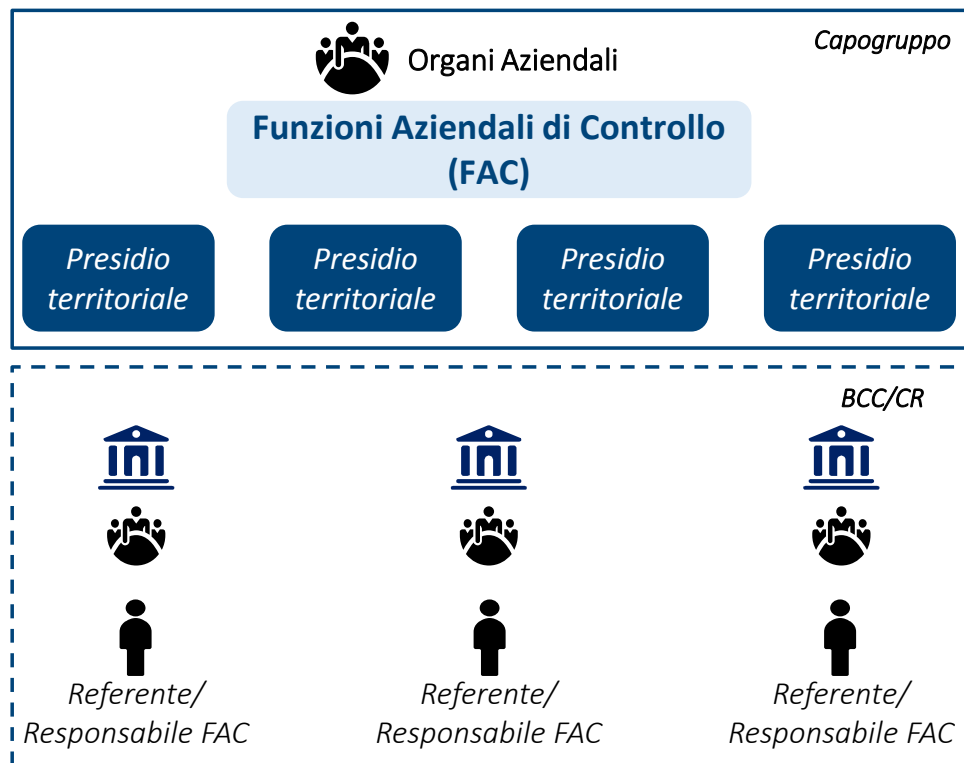 Capogruppo
Organi Aziendali
Funzioni Aziendali di Controllo
(FAC)
Presidio
territoriale
Presidio
territoriale
Presidio
territoriale
Presidio
territoriale
BCC/CR
Referente/
Responsabile FAC
Referente/
Responsabile FAC
Referente/
Responsabile FAC